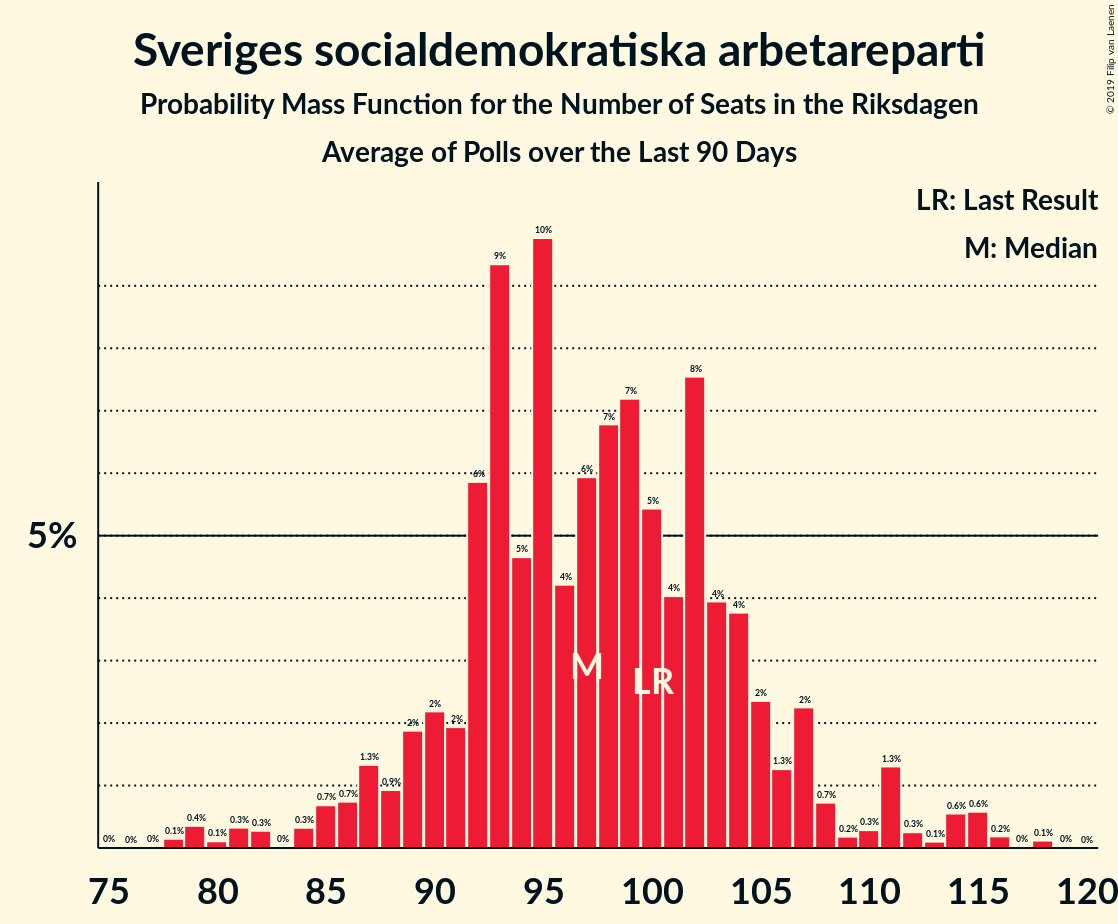 Sveriges socialdemokratiska arbetareparti
Probability Mass Function for the Number of Seats in the Riksdagen
Average of Polls over the Last 90 Days
© 2019 Filip van Laenen
LR: Last Result
M: Median
5%
0% 0% 0% 0.1% 0.4% 0.1% 0.3% 0.3% 0% 0.3% 0.7% 0.7% 1.3% 0.9% 2% 2% 2% 6% 9% 5% 10% 4% 6% 7% 7% 5% 4% 8% 4% 4% 2% 1.3% 2% 0.7% 0.2% 0.3% 1.3% 0.3% 0.1% 0.6% 0.6% 0.2% 0% 0.1% 0% 0%
M LR
75 80 85 90 95 100 105 110 115 120